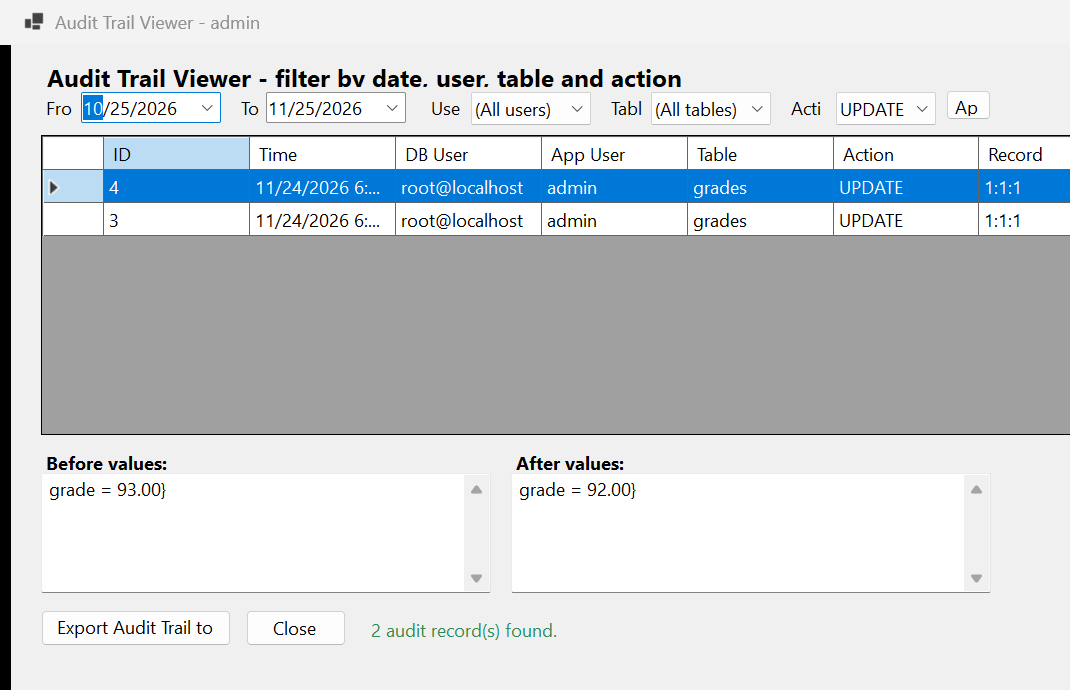 Audit Trail Viewer - admin
Audit Trail Viewer - filter by date, user, table and action
Fro 10/25/2026 To 11/25/2026 Use (All users) Tabl (All tables) Acti UPDATE Ap
ID Time DB User App User Table Action Record
4 11/24/2026 6:... root@localhost admin grades UPDATE 1:1:1
3 11/24/2026 6:... root@localhost admin grades UPDATE 1:1:1
Before values: After values:
grade = 93.00} grade = 92.00}
Export Audit Trail to Close 2 audit record(s) found.